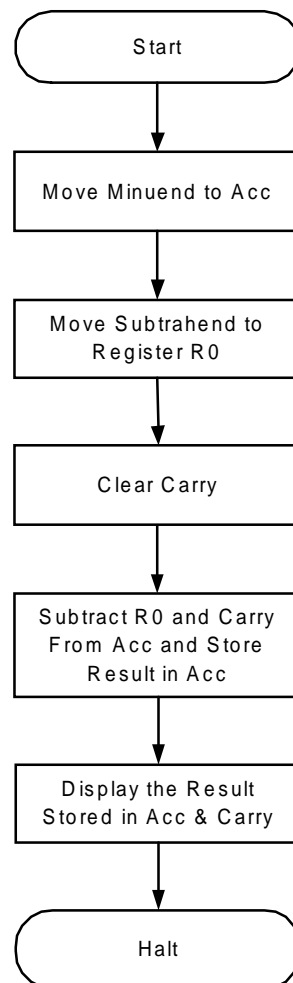 Start
Move Minuend to Acc
Move Subtrahend to
Register R0
Clear Carry
Subtract R0 and Carry
From Acc and Store
Result in Acc
Display the Result
Stored in Acc & Carry
Halt